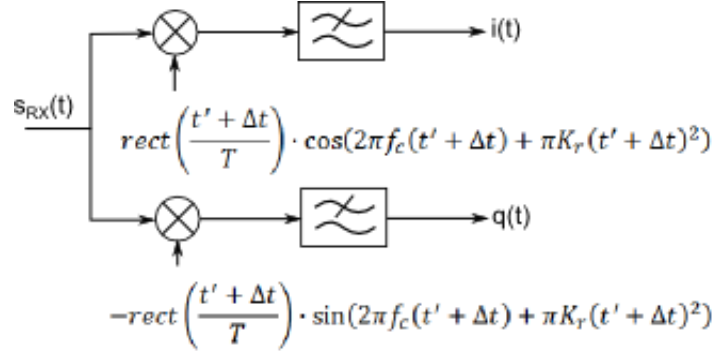 i(t)
s_RX(t)
rect((t' + Δt)/T) · cos(2πf_c(t' + Δt) + πK_r(t' + Δt)²)
q(t)
−rect((t' + Δt)/T) · sin(2πf_c(t' + Δt) + πK_r(t' + Δt)²)